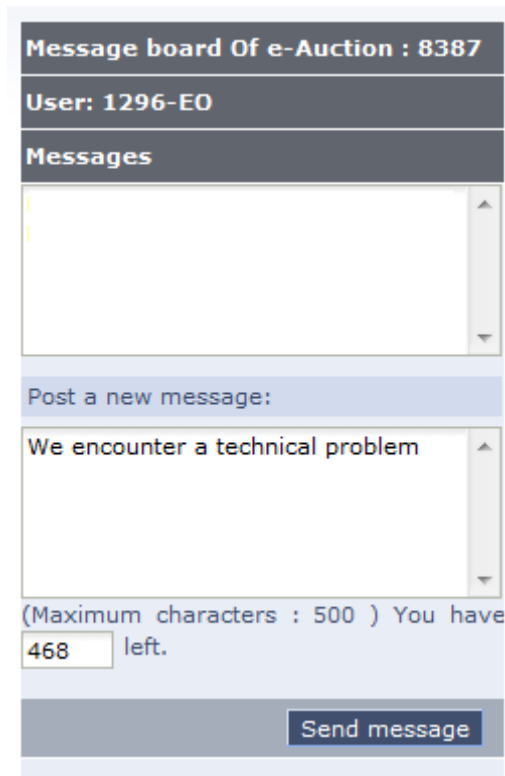 Message board Of e-Auction : 8387
User: 1296-EO
Messages
Post a new message:
We encounter a technical problem
(Maximum characters : 500 ) You have
468 left.
Send message